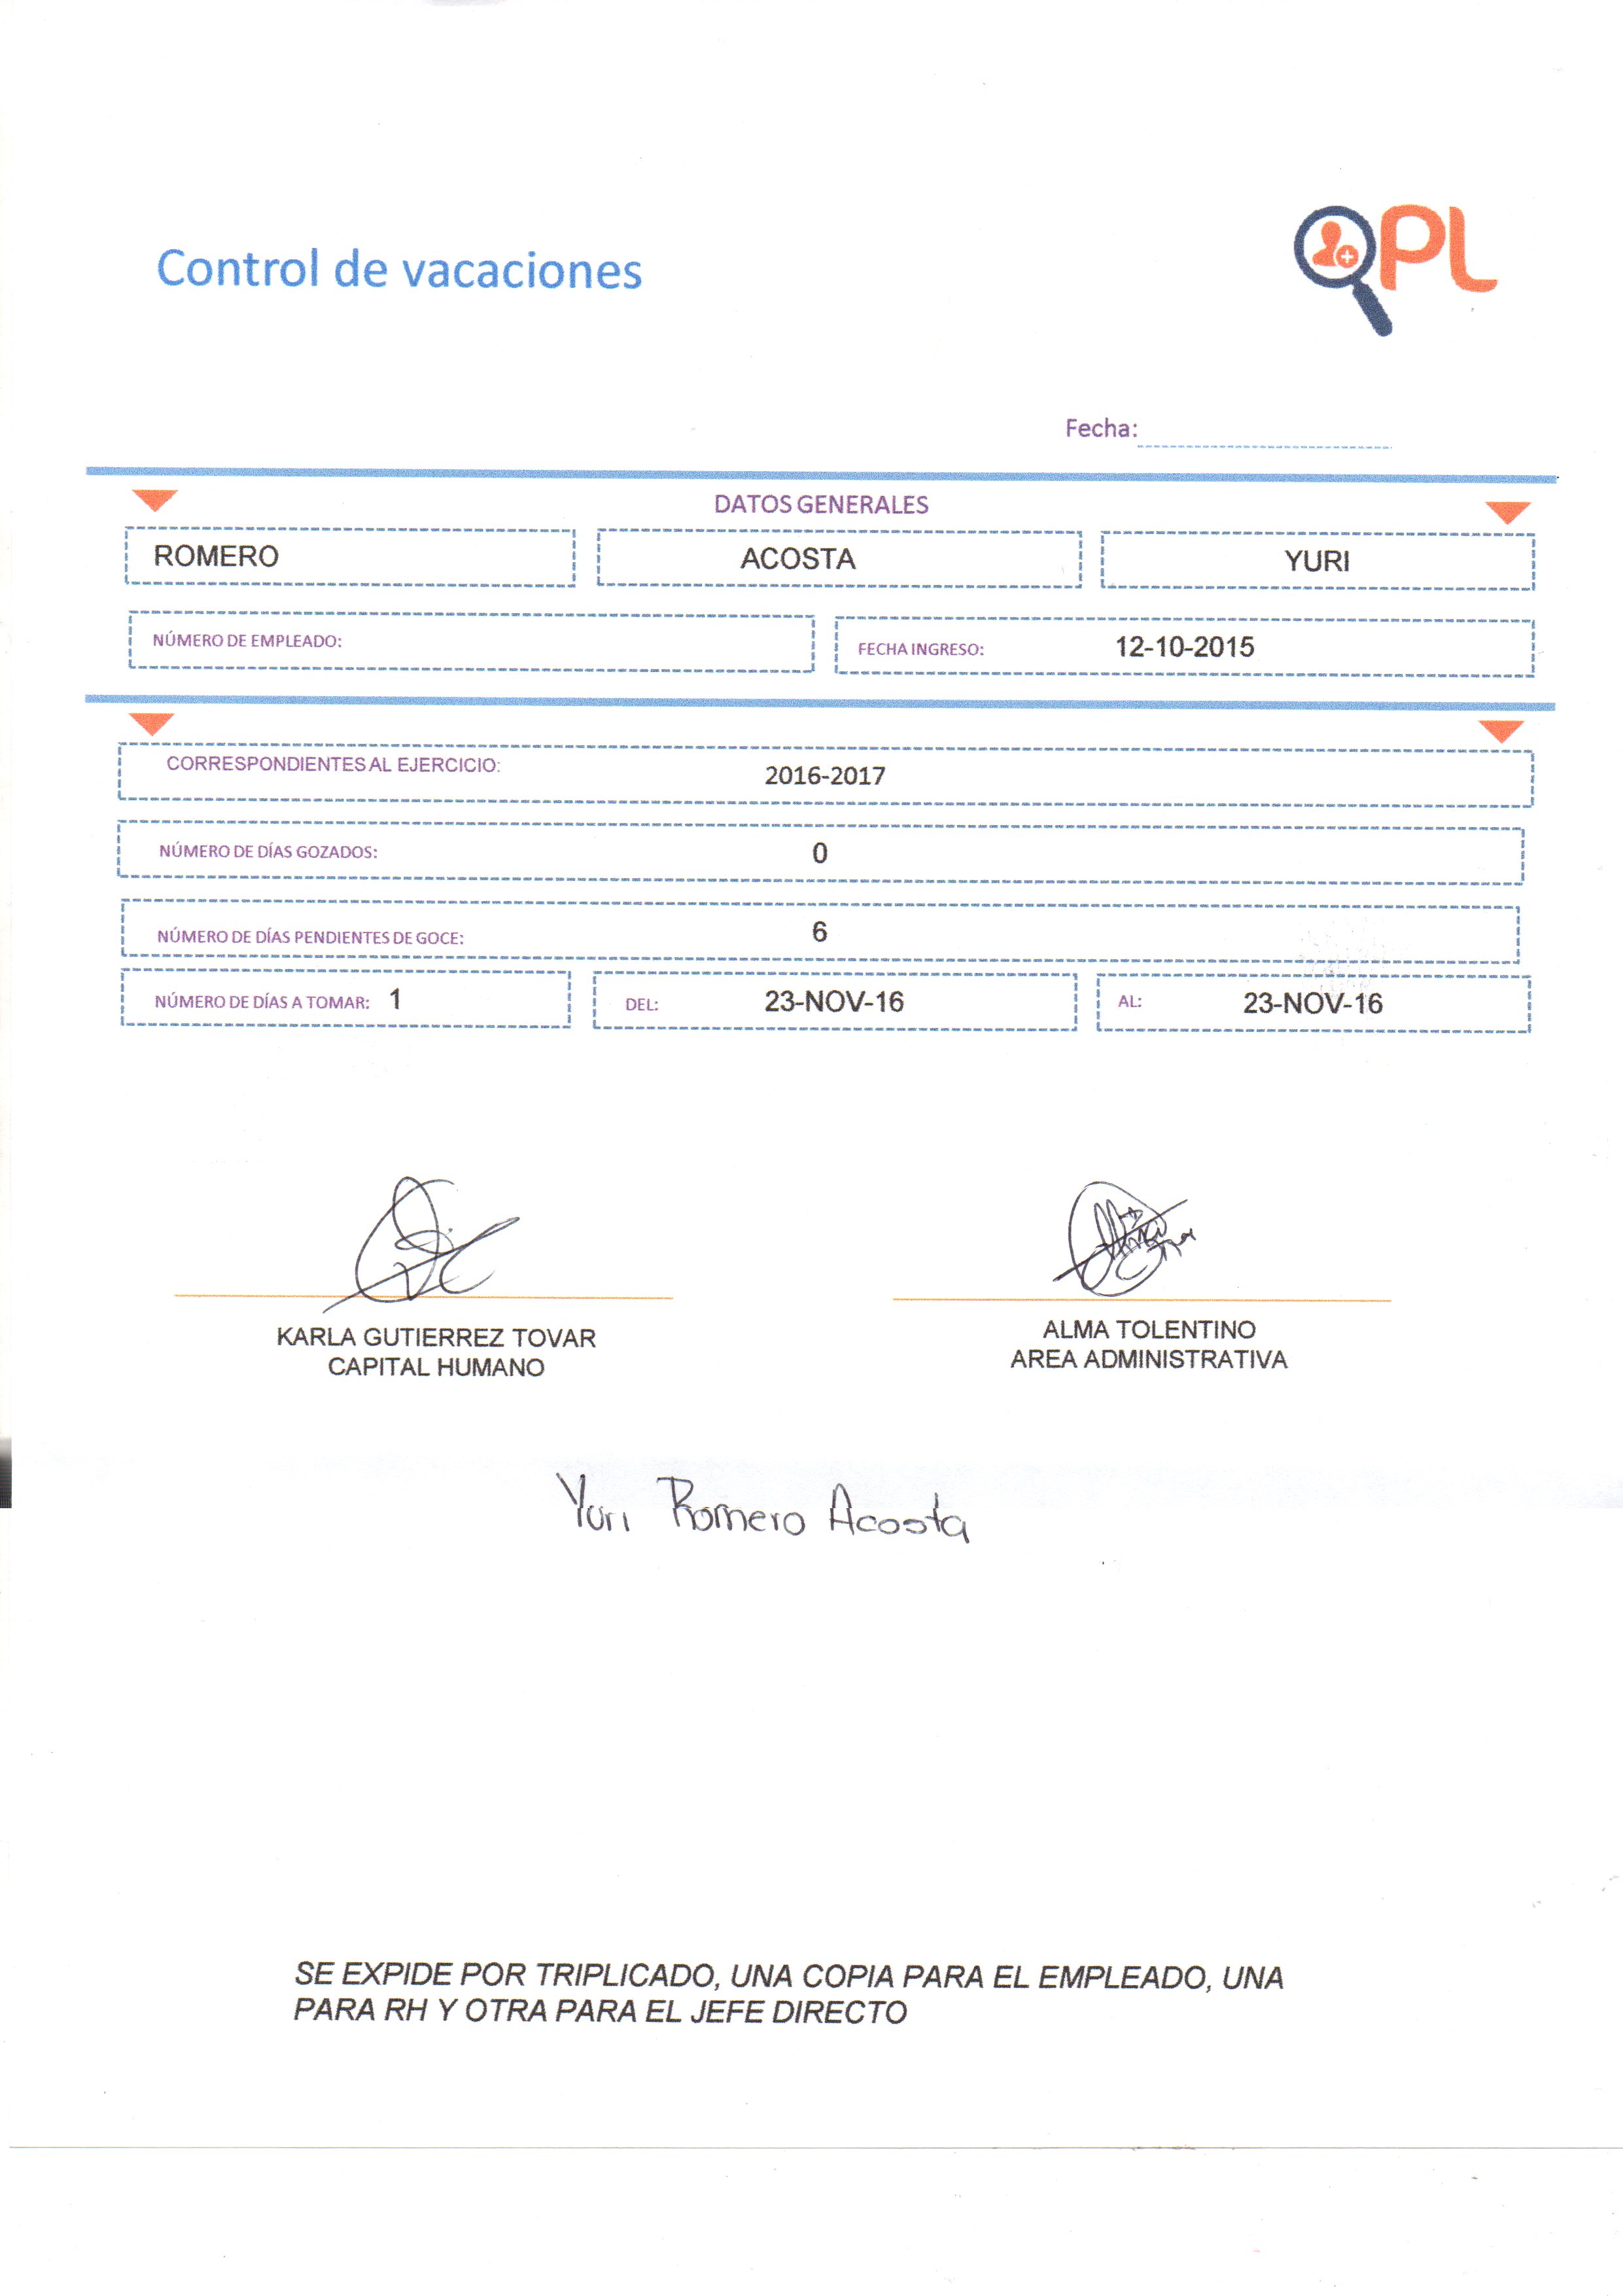 Control de vacaciones
PL
Fecha:
DATOS GENERALES
ROMERO ACOSTA YURI
NÚMERO DE EMPLEADO: FECHA INGRESO: 12-10-2015
CORRESPONDIENTES AL EJERCICIO: 2016-2017
NÚMERO DE DÍAS GOZADOS: 0
NÚMERO DE DÍAS PENDIENTES DE GOCE: 6
NÚMERO DE DÍAS A TOMAR: 1 DEL: 23-NOV-16 AL: 23-NOV-16
KARLA GUTIERREZ TOVAR ALMA TOLENTINO
CAPITAL HUMANO AREA ADMINISTRATIVA
Yuri Romero Acosta
SE EXPIDE POR TRIPLICADO, UNA COPIA PARA EL EMPLEADO, UNA
PARA RH Y OTRA PARA EL JEFE DIRECTO